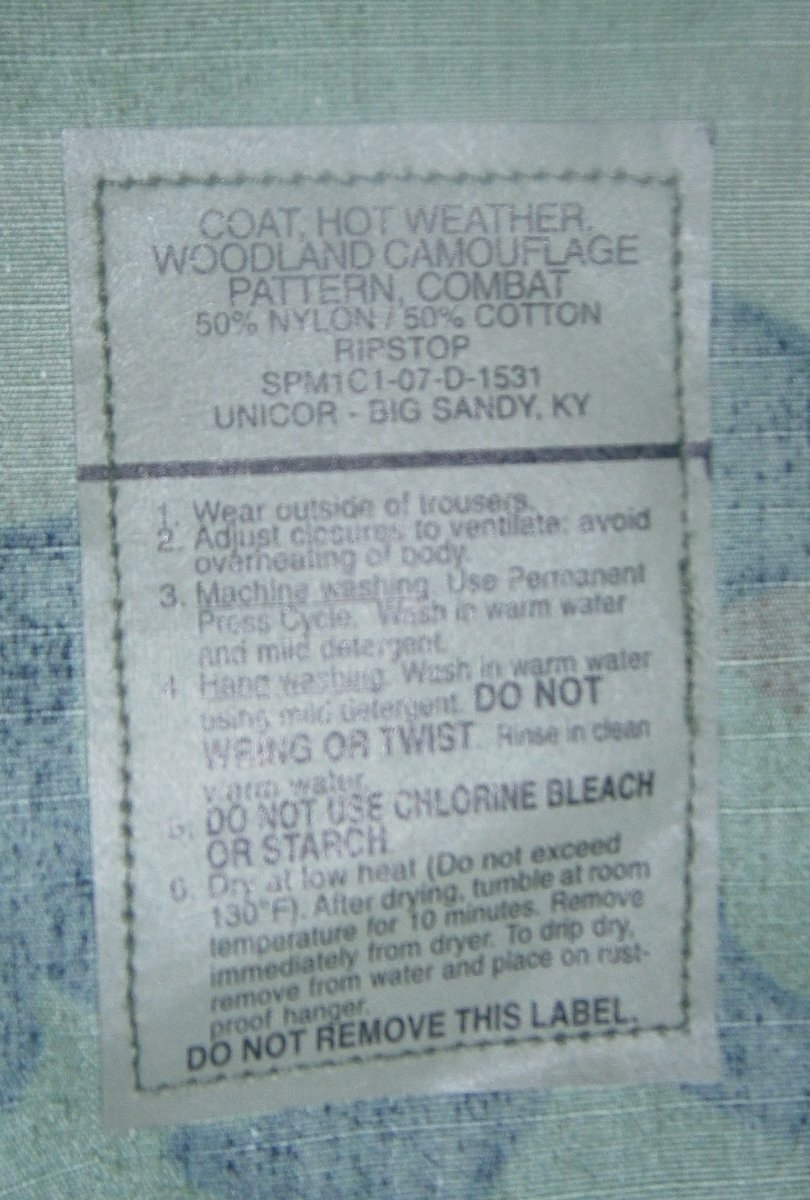 COAT, HOT WEATHER,
WOODLAND CAMOUFLAGE
PATTERN, COMBAT
50% NYLON / 50% COTTON
RIPSTOP
SPM1C1-07-D-1531
UNICOR - BIG SANDY, KY
1. Wear outside of trousers.
2. Adjust closures to ventilate: avoid
overheating of body.
3. Machine washing. Use Permanent
Press Cycle. Wash in warm water
and mild detergent.
4. Hand washing. Wash in warm water
using mild detergent. DO NOT
WRING OR TWIST. Rinse in clean
warm water.
5. DO NOT USE CHLORINE BLEACH
OR STARCH
6. Dry at low heat (Do not exceed
130°F). After drying, tumble at room
temperature for 10 minutes. Remove
immediately from dryer. To drip dry,
remove from water and place on rust-
proof hanger.
DO NOT REMOVE THIS LABEL.